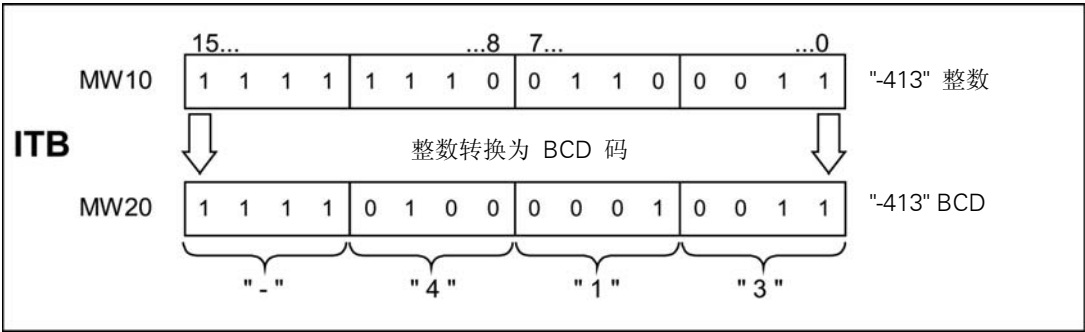 15... ...8 7... ...0
MW10 1 1 1 1 1 1 1 0 0 1 1 0 0 0 1 1 "-413" 整数
ITB 整数转换为 BCD 码
MW20 1 1 1 1 0 1 0 0 0 0 0 1 0 0 1 1 "-413" BCD
" - " " 4 " " 1 " " 3 "